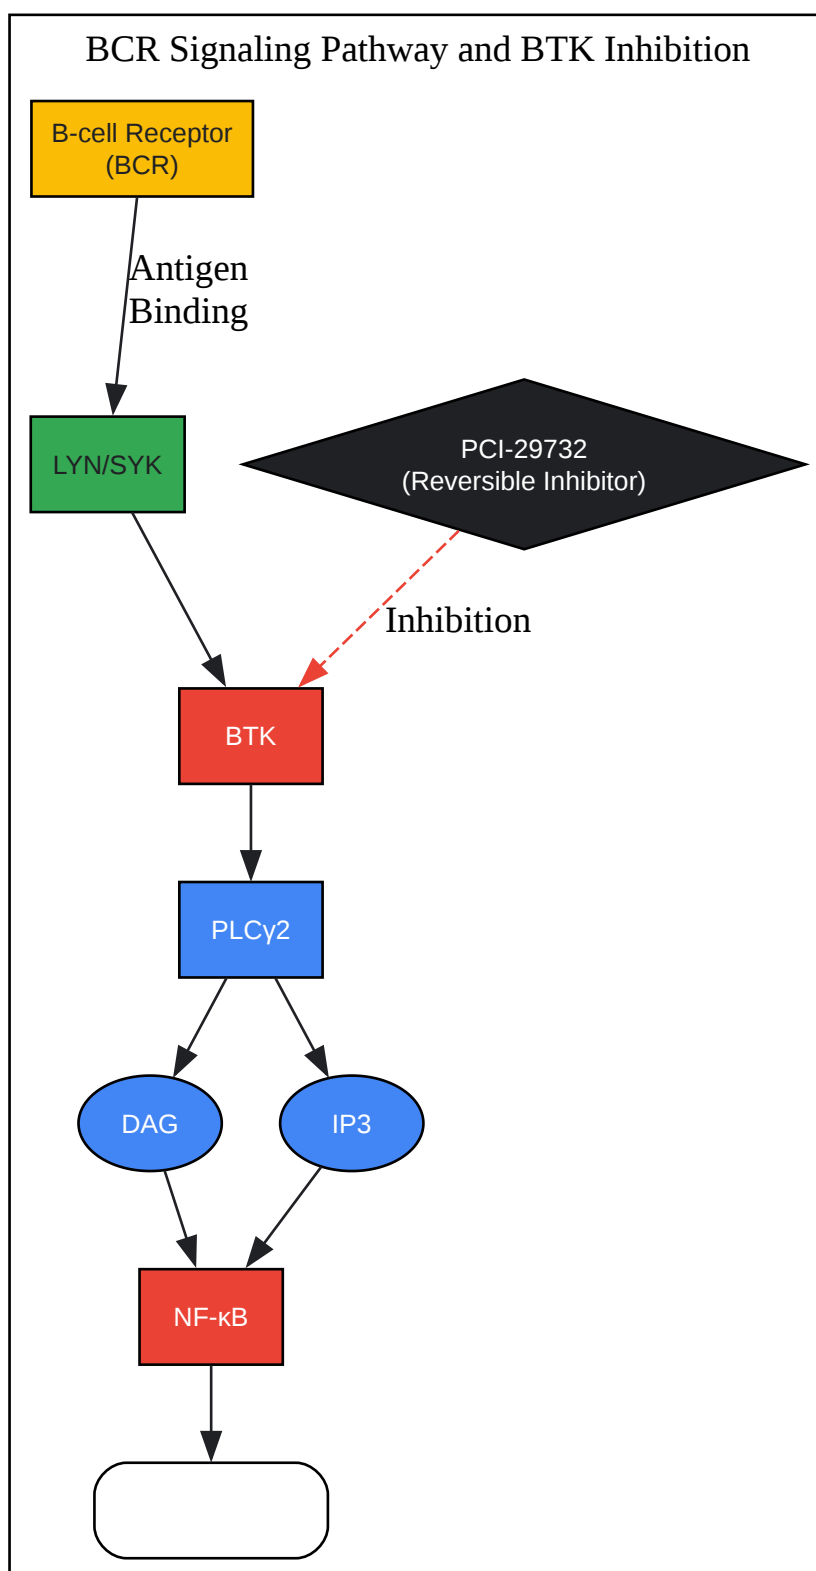 BCR Signaling Pathway and BTK Inhibition
B-cell Receptor
(BCR)
Antigen
Binding
LYN/SYK
PCI-29732
(Reversible Inhibitor)
Inhibition
BTK
PLCγ2
DAG
IP3
NF-κB